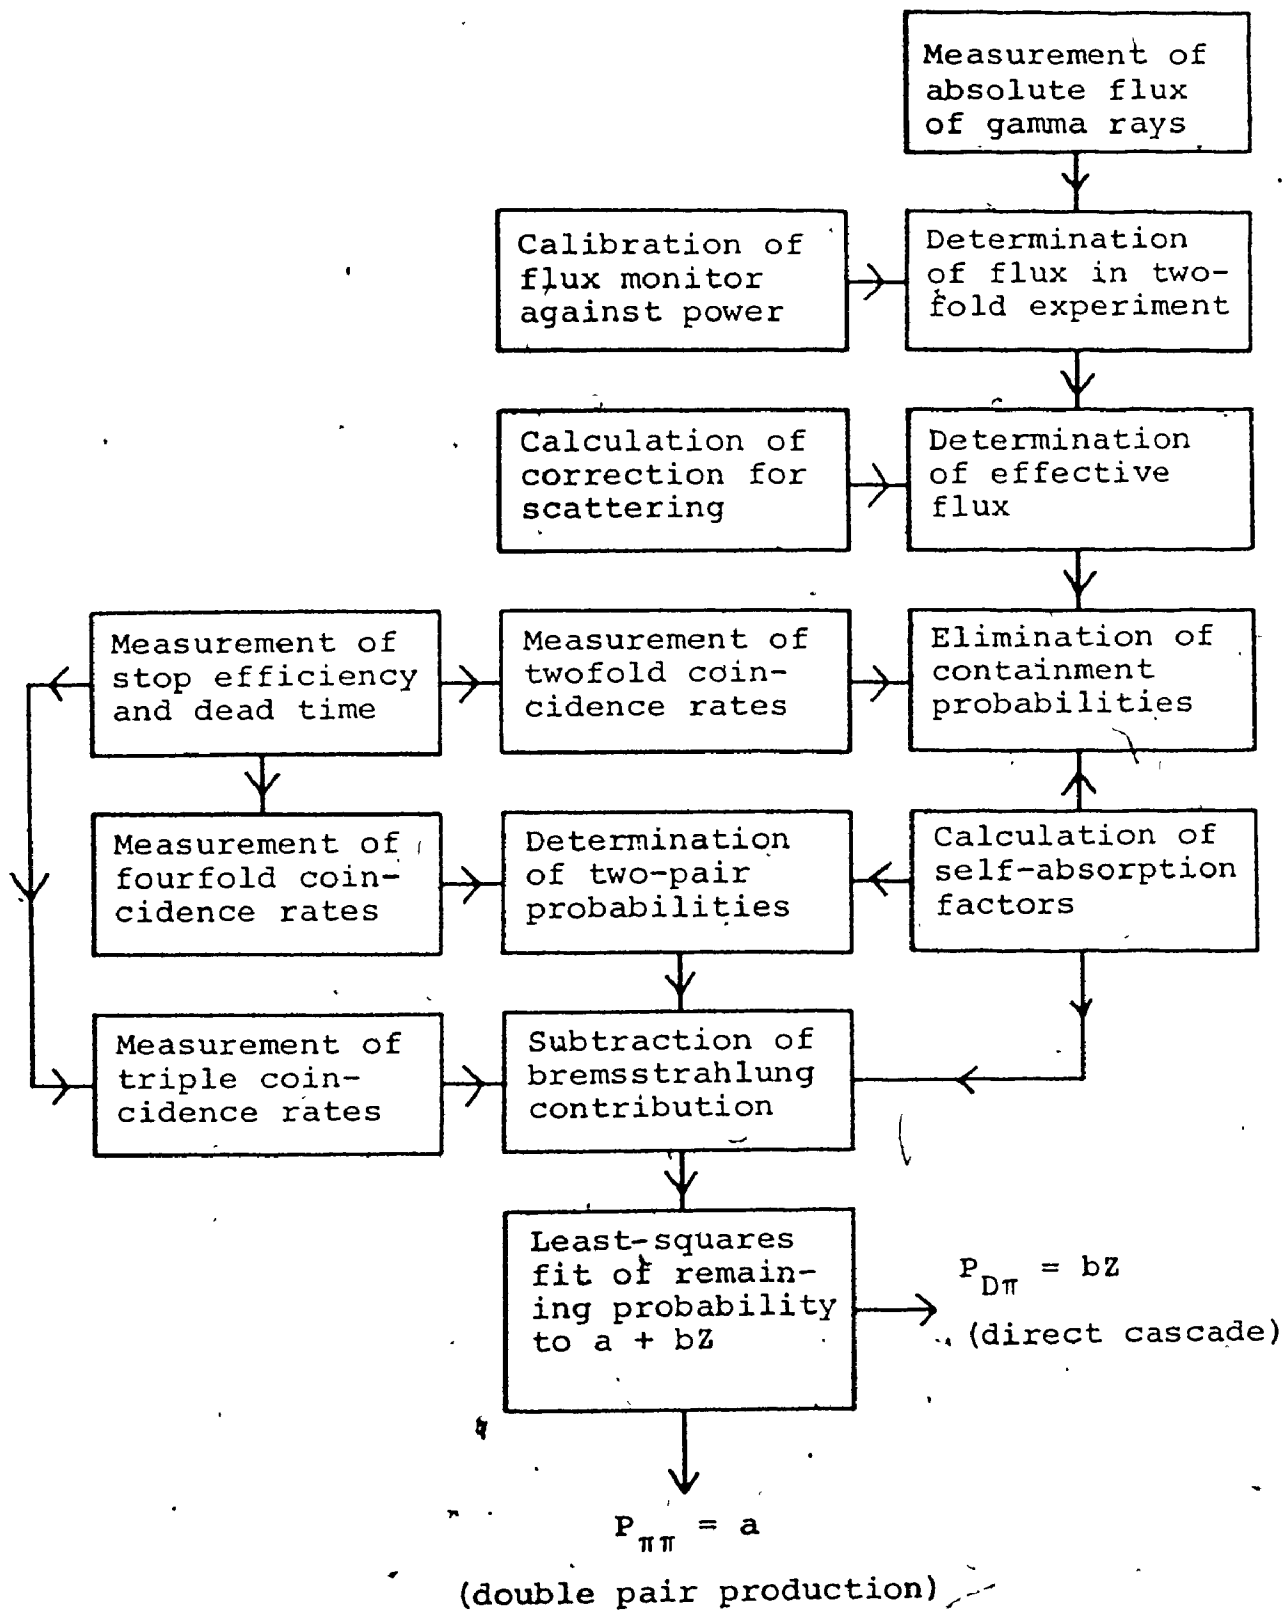 Measurement of
absolute flux
of gamma rays
Calibration of
flux monitor
against power
Determination
of flux in two-
fold experiment
Calculation of
correction for
scattering
Determination
of effective
flux
Measurement of
stop efficiency
and dead time
Measurement of
twofold coin-
cidence rates
Elimination of
containment
probabilities
Measurement of
fourfold coin-
cidence rates
Determination
of two-pair
probabilities
Calculation of
self-absorption
factors
Measurement of
triple coin-
cidence rates
Subtraction of
bremsstrahlung
contribution
Least-squares
fit of remain-
ing probability
to a + bZ
P_{Dπ} = bZ
(direct cascade)
P_{ππ} = a
(double pair production)